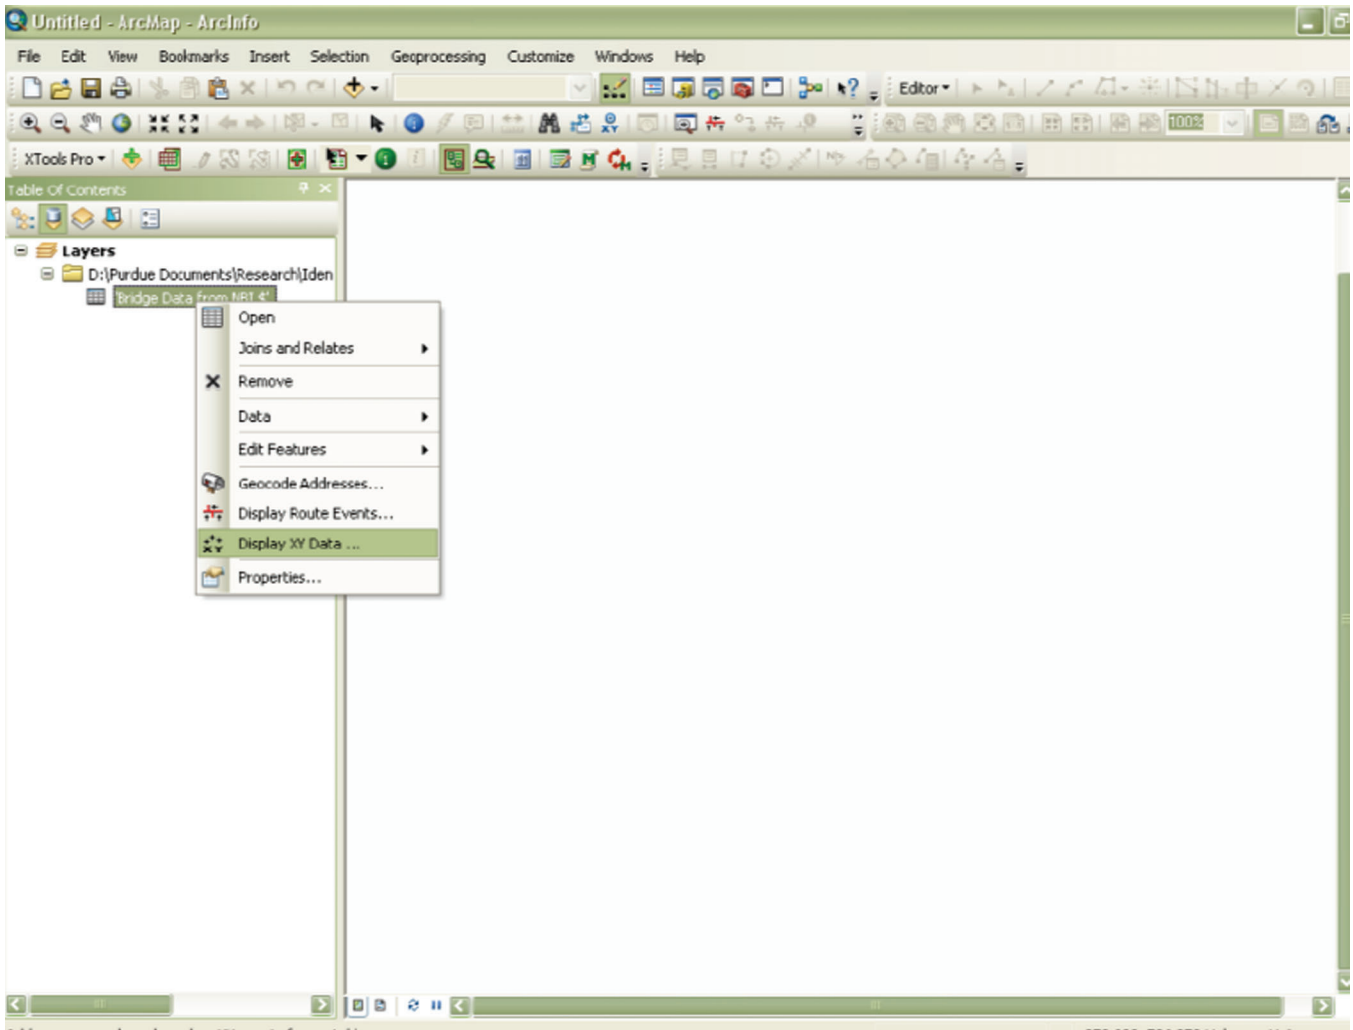 Untitled - ArcMap - ArcInfo
File Edit View Bookmarks Insert Selection Geoprocessing Customize Windows Help
Editor
100%
XTools Pro
Table Of Contents
Layers
D:\Purdue Documents\Research\Iden
'Bridge Data from NBI $'
Open
Joins and Relates
Remove
Data
Edit Features
Geocode Addresses...
Display Route Events...
Display XY Data ...
Properties...